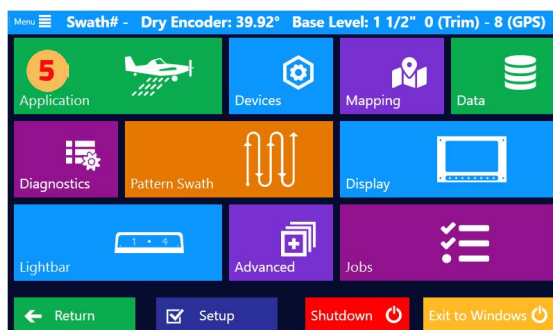 Menu Swath# - Dry Encoder: 39.92° Base Level: 1 1/2" 0 (Trim) - 8 (GPS)
5
Application Devices Mapping Data
Diagnostics Pattern Swath Display
1 • 4
Lightbar Advanced Jobs
Return Setup Shutdown Exit to Windows